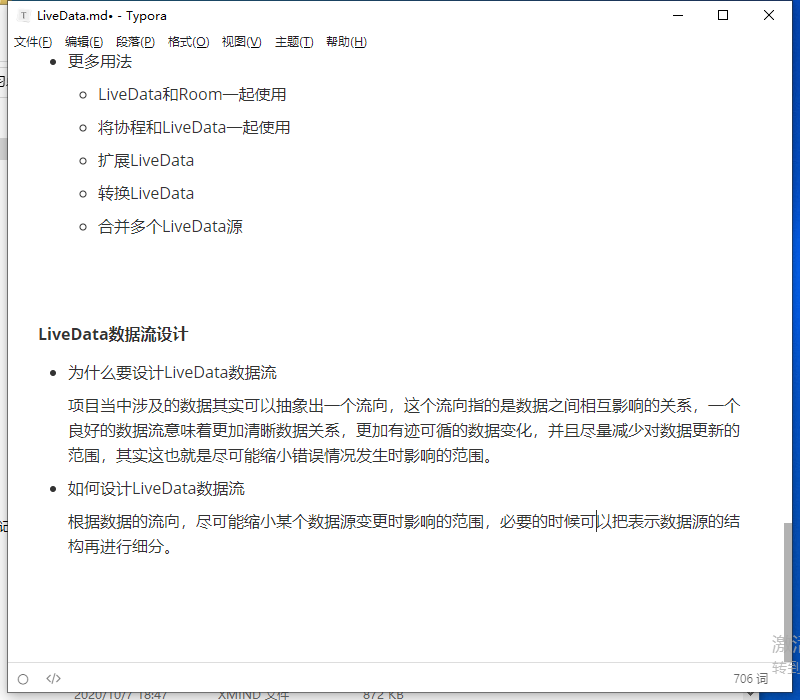 LiveData.md• - Typora
文件(F) 编辑(E) 段落(P) 格式(O) 视图(V) 主题(T) 帮助(H)
更多用法
LiveData和Room一起使用
将协程和LiveData一起使用
扩展LiveData
转换LiveData
合并多个LiveData源
LiveData数据流设计
为什么要设计LiveData数据流
项目当中涉及的数据其实可以抽象出一个流向，这个流向指的是数据之间相互影响的关系，一个
良好的数据流意味着更加清晰数据关系，更加有迹可循的数据变化，并且尽量减少对数据更新的
范围，其实这也就是尽可能缩小错误情况发生时影响的范围。
如何设计LiveData数据流
根据数据的流向，尽可能缩小某个数据源变更时影响的范围，必要的时候可以把表示数据源的结
构再进行细分。
激活
转到
</> 706 词
2020/10/7 18:47 XMIND 文件 872 KB